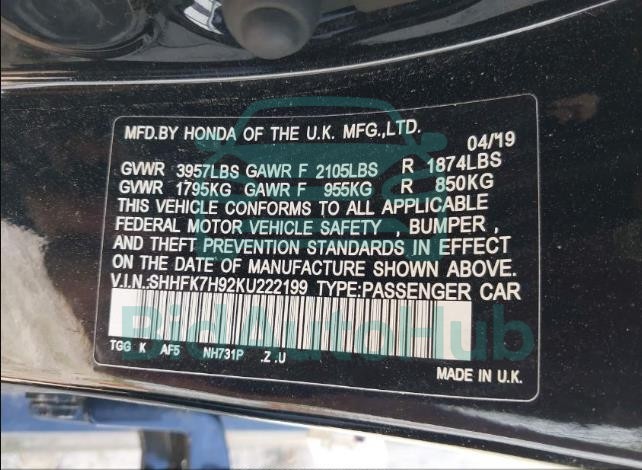 MFD.BY HONDA OF THE U.K. MFG.,LTD.
04/19
GVWR 3957LBS GAWR F 2105LBS R 1874LBS
GVWR 1795KG GAWR F 955KG R 850KG
THIS VEHICLE CONFORMS TO ALL APPLICABLE
FEDERAL MOTOR VEHICLE SAFETY , BUMPER ,
AND THEFT PREVENTION STANDARDS IN EFFECT
ON THE DATE OF MANUFACTURE SHOWN ABOVE.
V.I.N.:SHHFK7H92KU222199 TYPE:PASSENGER CAR
BidAutoHub
TGG K AF5 NH731P .Z .U
MADE IN U.K.